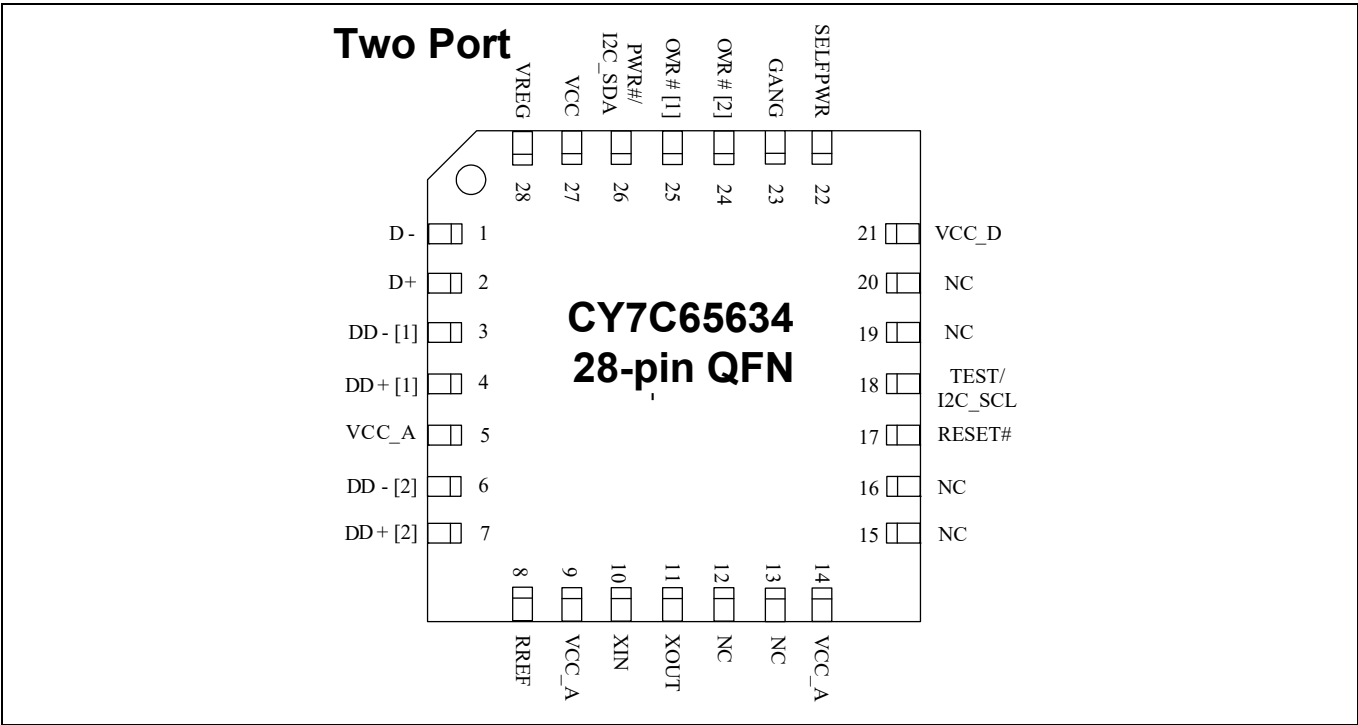 Two Port
VREG
VCC
PWR#/
I2C_SDA
OVR # [1]
OVR # [2]
GANG
SELFPWR
28
27
26
25
24
23
22
D - 1
D+ 2
DD - [1] 3
DD + [1] 4
VCC_A 5
DD - [2] 6
DD + [2] 7
CY7C65634
28-pin QFN
21 VCC_D
20 NC
19 NC
18 TEST/
I2C_SCL
17 RESET#
16 NC
15 NC
8
9
10
11
12
13
14
RREF
VCC_A
XIN
XOUT
NC
NC
VCC_A